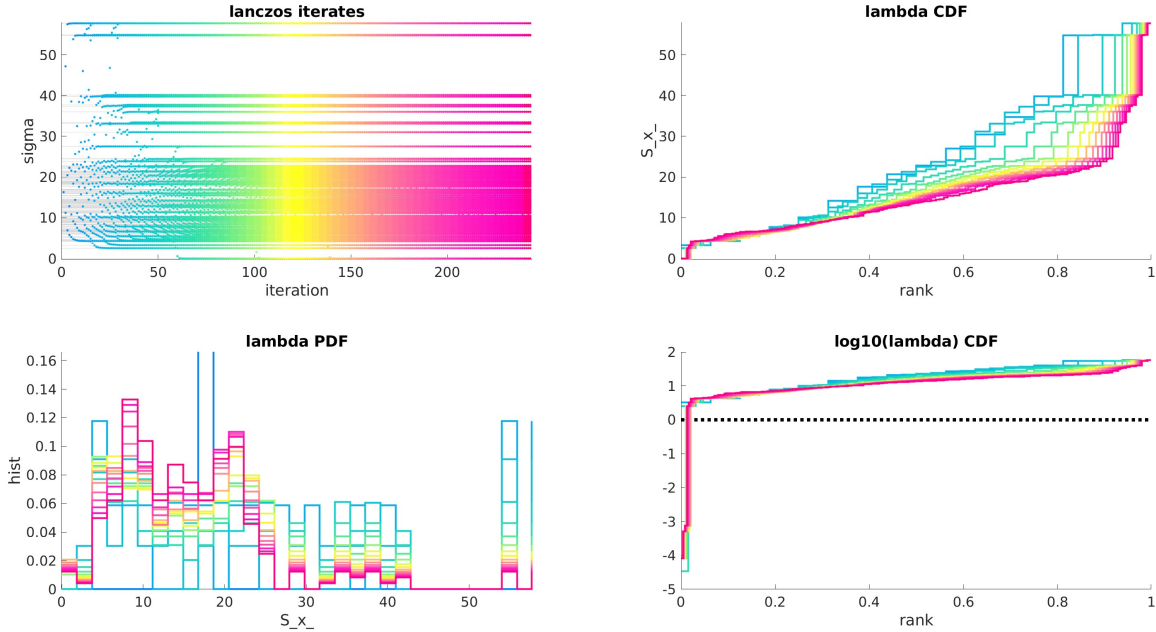 lanczos iterates
50
40
30
20
10
0
sigma
0 50 100 150 200
iteration
lambda CDF
50
40
30
20
10
0
S_x_
0 0.2 0.4 0.6 0.8 1
rank
lambda PDF
0.16
0.14
0.12
0.1
0.08
0.06
0.04
0.02
0
hist
0 10 20 30 40 50
S_x_
log10(lambda) CDF
2
1
0
-1
-2
-3
-4
-5
0 0.2 0.4 0.6 0.8 1
rank